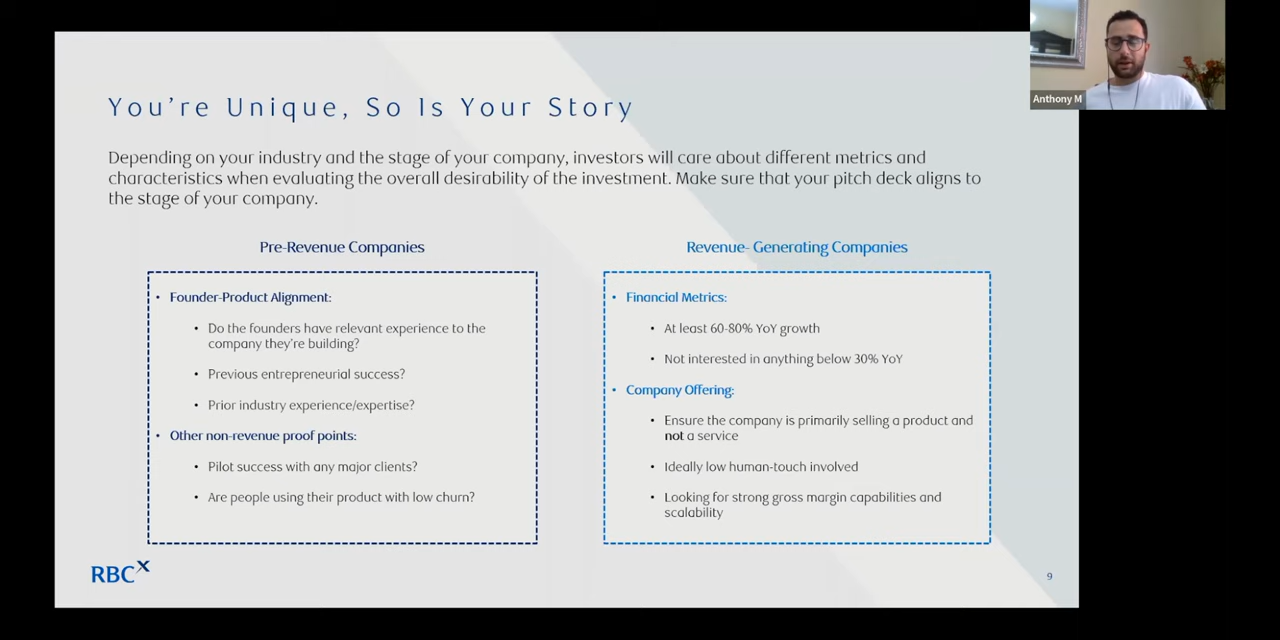 Anthony M
You're Unique, So Is Your Story
Depending on your industry and the stage of your company, investors will care about different metrics and
characteristics when evaluating the overall desirability of the investment. Make sure that your pitch deck aligns to
the stage of your company.
Pre-Revenue Companies
• Founder-Product Alignment:
• Do the founders have relevant experience to the
company they're building?
• Previous entrepreneurial success?
• Prior industry experience/expertise?
• Other non-revenue proof points:
• Pilot success with any major clients?
• Are people using their product with low churn?
Revenue- Generating Companies
• Financial Metrics:
• At least 60-80% YoY growth
• Not interested in anything below 30% YoY
• Company Offering:
• Ensure the company is primarily selling a product and
not a service
• Ideally low human-touch involved
• Looking for strong gross margin capabilities and
scalability
RBCx
9